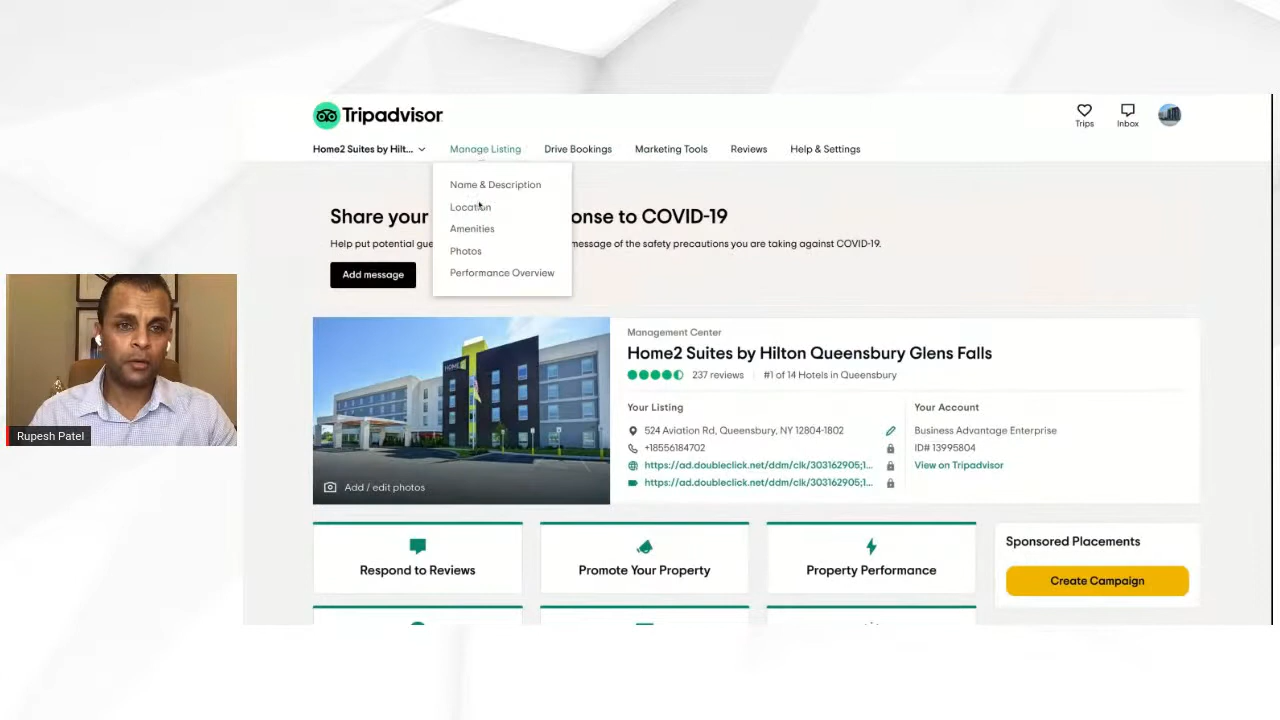 Tripadvisor
Trips
Inbox
Home2 Suites by Hilt...
Manage Listing
Drive Bookings
Marketing Tools
Reviews
Help & Settings
Name & Description
Location
Amenities
Photos
Performance Overview
Share your
onse to COVID-19
Help put potential gue
message of the safety precautions you are taking against COVID-19.
Add message
Rupesh Patel
HOME
Add / edit photos
Management Center
Home2 Suites by Hilton Queensbury Glens Falls
237 reviews
#1 of 14 Hotels in Queensbury
Your Listing
524 Aviation Rd, Queensbury, NY 12804-1802
+18556184702
https://ad.doubleclick.net/ddm/clk/303162905;1...
https://ad.doubleclick.net/ddm/clk/303162905;1...
Your Account
Business Advantage Enterprise
ID# 13995804
View on Tripadvisor
Respond to Reviews
Promote Your Property
Property Performance
Sponsored Placements
Create Campaign